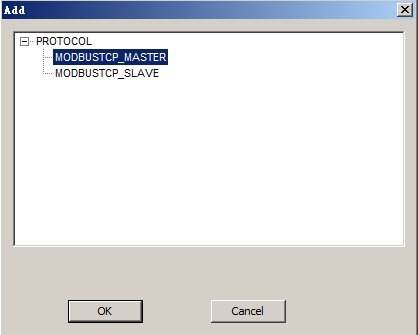 Add
PROTOCOL
MODBUSTCP_MASTER
MODBUSTCP_SLAVE
OK
Cancel